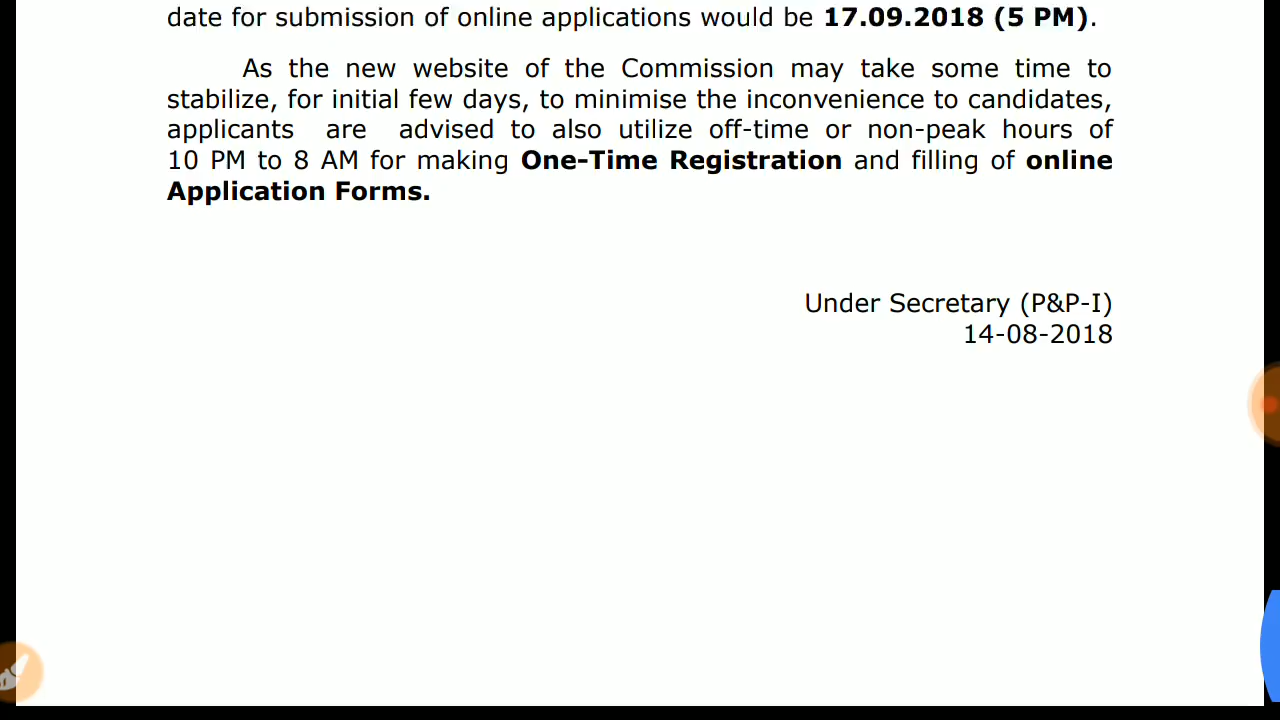 date for submission of online applications would be 17.09.2018 (5 PM).
As the new website of the Commission may take some time to
stabilize, for initial few days, to minimise the inconvenience to candidates,
applicants are advised to also utilize off-time or non-peak hours of
10 PM to 8 AM for making One-Time Registration and filling of online
Application Forms.
Under Secretary (P&P-I)
14-08-2018